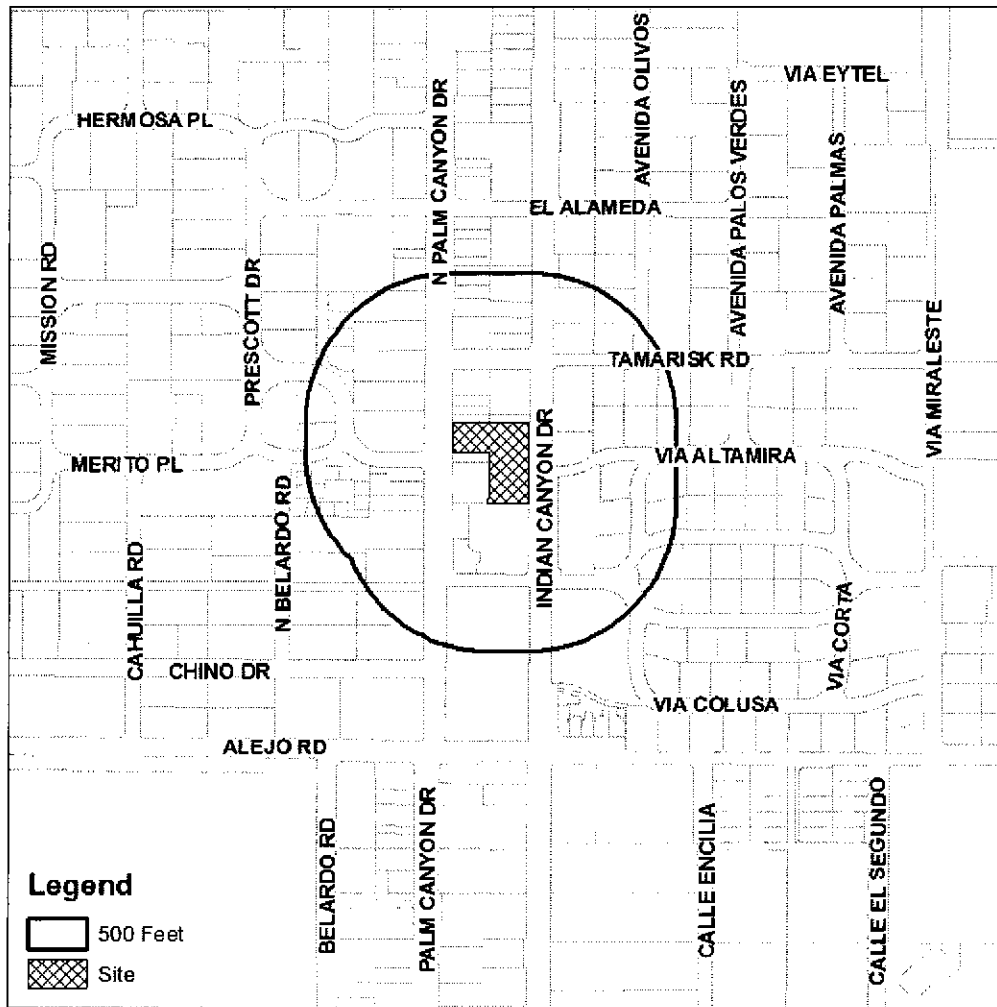 VIA EYTEL
HERMOSA PL
N PALM CANYON DR
AVENIDA OLIVOS
AVENIDA PALOS VERDES
AVENIDA PALMAS
EL ALAMEDA
MISSION RD
PRESCOTT DR
TAMARISK RD
VIA MIRALESTE
MERITO PL
VIA ALTAMIRA
INDIAN CANYON DR
N BELARDO RD
CAHUILLA RD
CHINO DR
VIA CORTA
VIA COLUSA
ALEJO RD
BELARDO RD
PALM CANYON DR
CALLE ENCILIA
CALLE EL SEGUNDO
Legend
500 Feet
Site